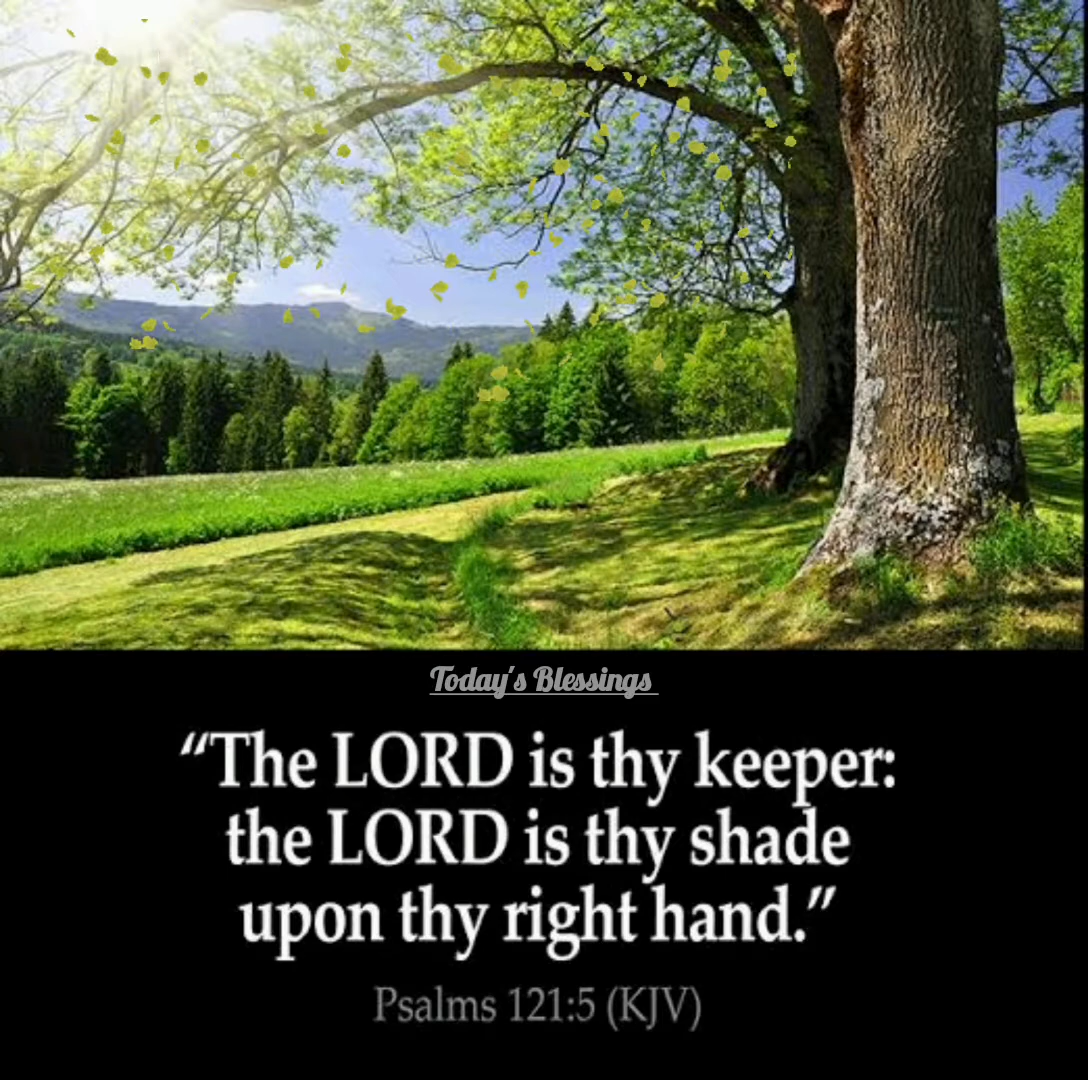 Today's Blessings
“The LORD is thy keeper:
the LORD is thy shade
upon thy right hand.”
Psalms 121:5 (KJV)